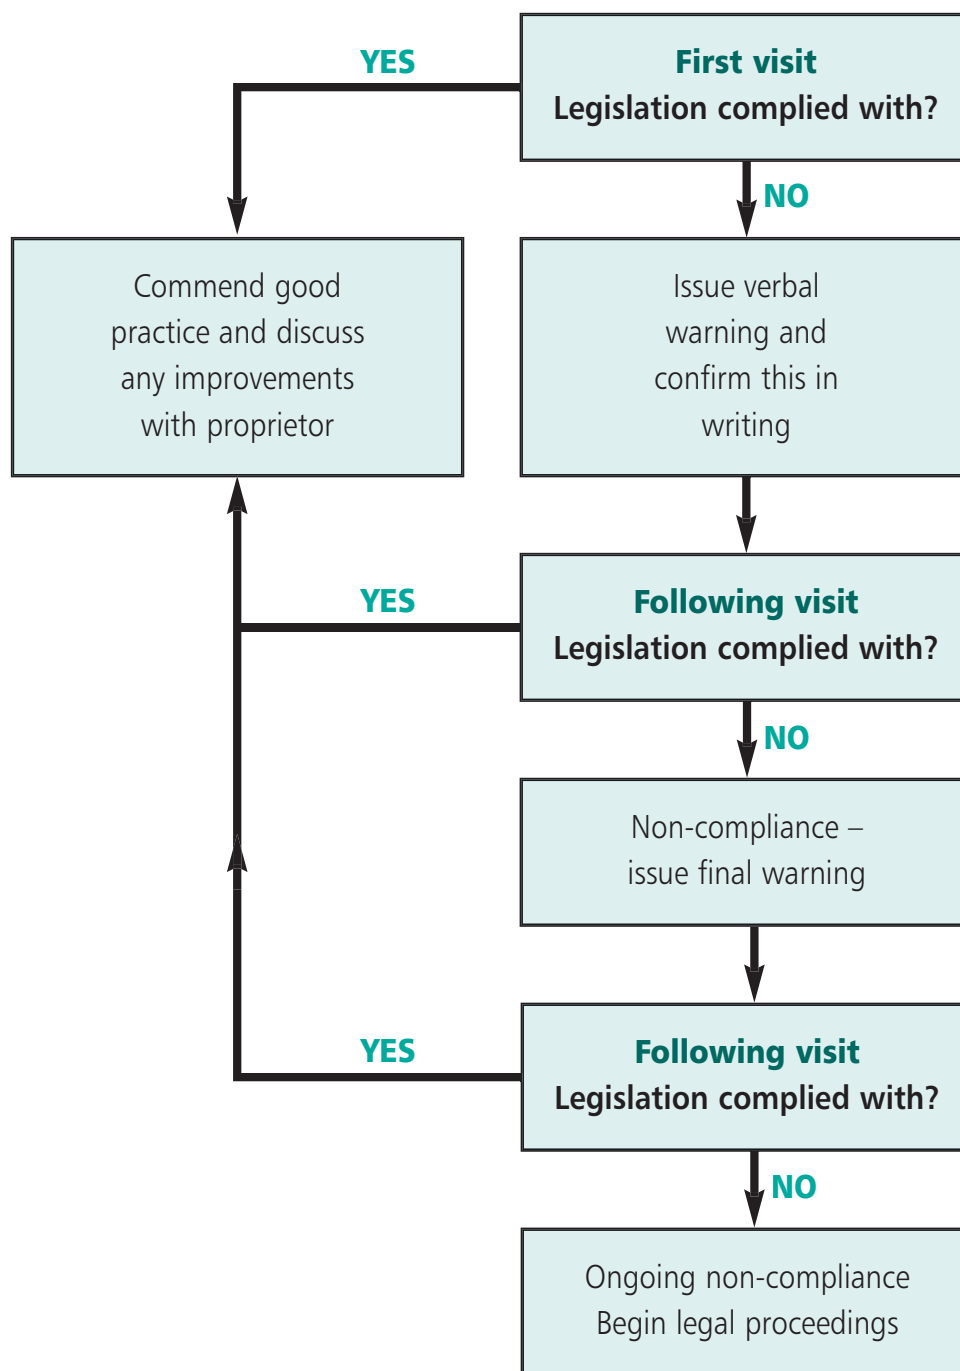 YES
First visit
Legislation complied with?
NO
Commend good
practice and discuss
any improvements
with proprietor
Issue verbal
warning and
confirm this in
writing
YES
Following visit
Legislation complied with?
NO
Non-compliance –
issue final warning
YES
Following visit
Legislation complied with?
NO
Ongoing non-compliance
Begin legal proceedings